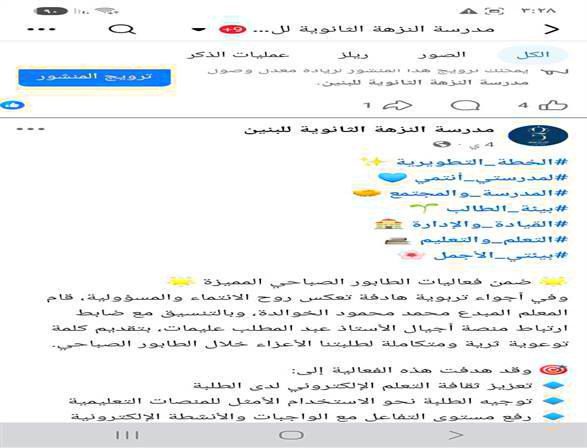 ٣:٢٨
٩٠
مدرسة النزهة الثانوية لل...
+9
الكل
الصور
ريلز
عمليات الذكر
يمكنك ترويج هذا المنشور لزيادة معدل وصول
مدرسة النزهة الثانوية للبنين.
ترويج المنشور
4
1
مدرسة النزهة الثانوية للبنين
4 ي
#الخطة_التطويرية ✨
#لمدرستي_أنتمي 💙
#المدرسة_والمجتمع 🤝
#بيئة_الطالب 🌱
#القيادة_والإدارة 🏫
#التعلم_والتعليم 📚
#بيئتي_الأجمل 🌸
🌟 ضمن فعاليات الطابور الصباحي المميزة 🌟
وفي أجواء تربوية هادفة تعكس روح الانتماء والمسؤولية، قام
المعلم المبدع محمد محمود الخوالدة، وبالتنسيق مع ضابط
ارتباط منصة أجيال الأستاذ عبد المطلب عليمات، بتقديم كلمة
توعوية ثرية ومتكاملة لطلبتنا الأعزاء خلال الطابور الصباحي.
🎯 وقد هدفت هذه الفعالية إلى:
🔹 تعزيز ثقافة التعلم الإلكتروني لدى الطلبة
🔹 توجيه الطلبة نحو الاستخدام الأمثل للمنصات التعليمية
🔹 رفع مستوى التفاعل مع الواجبات والأنشطة الإلكترونية